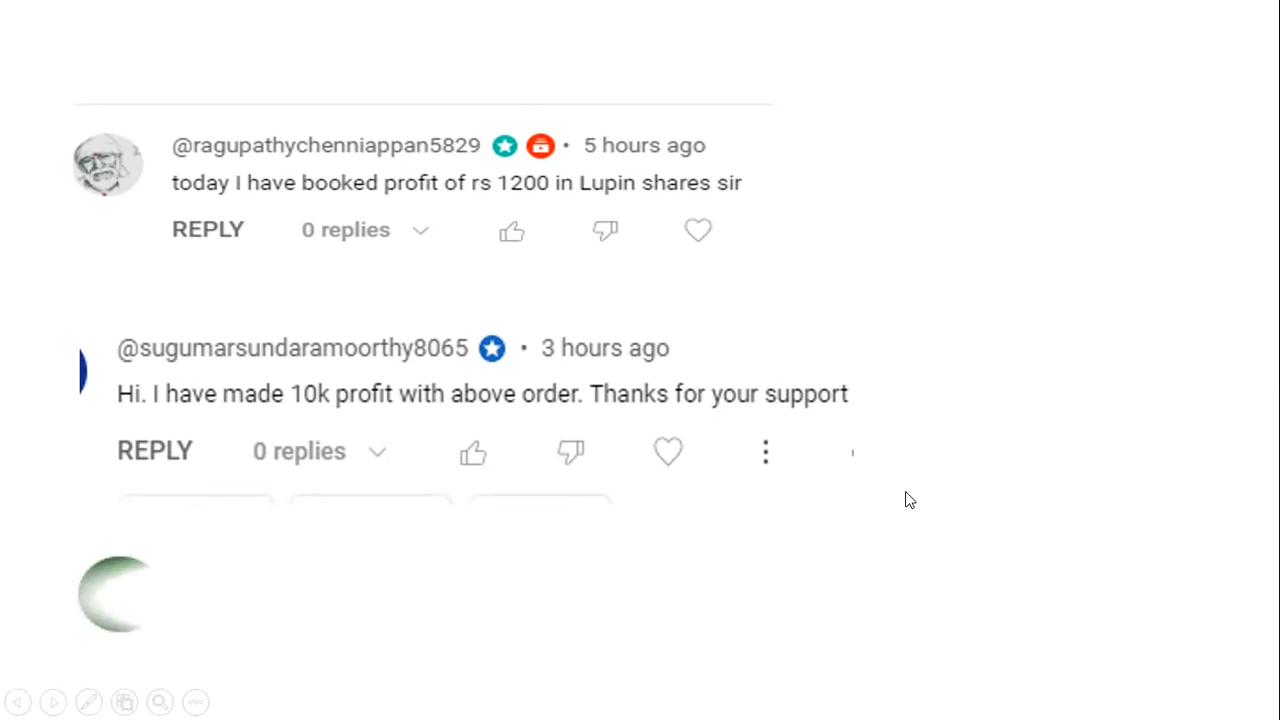 @ragupathychenniappan5829 • 5 hours ago
today I have booked profit of rs 1200 in Lupin shares sir
REPLY 0 replies
@sugumarsundaramoorthy8065 • 3 hours ago
Hi. I have made 10k profit with above order. Thanks for your support
REPLY 0 replies